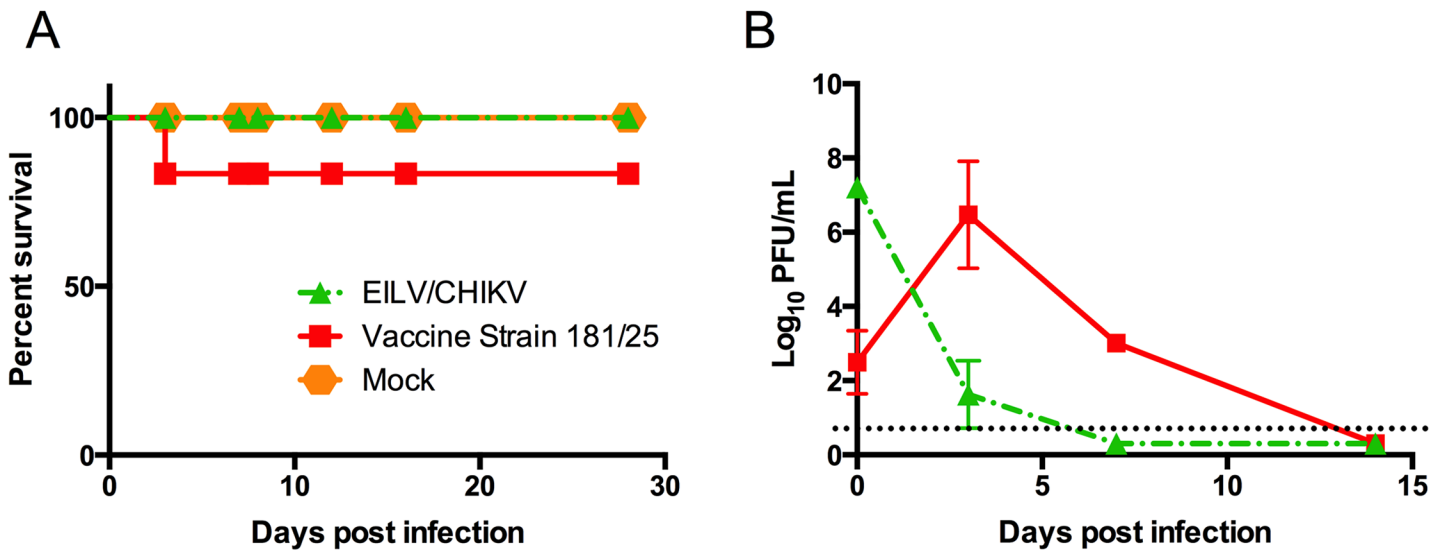 A
Percent survival
100
50
0
0
10
20
30
Days post infection
EILV/CHIKV
Vaccine Strain 181/25
Mock
B
Log10 PFU/mL
10
8
6
4
2
0
0
5
10
15
Days post infection